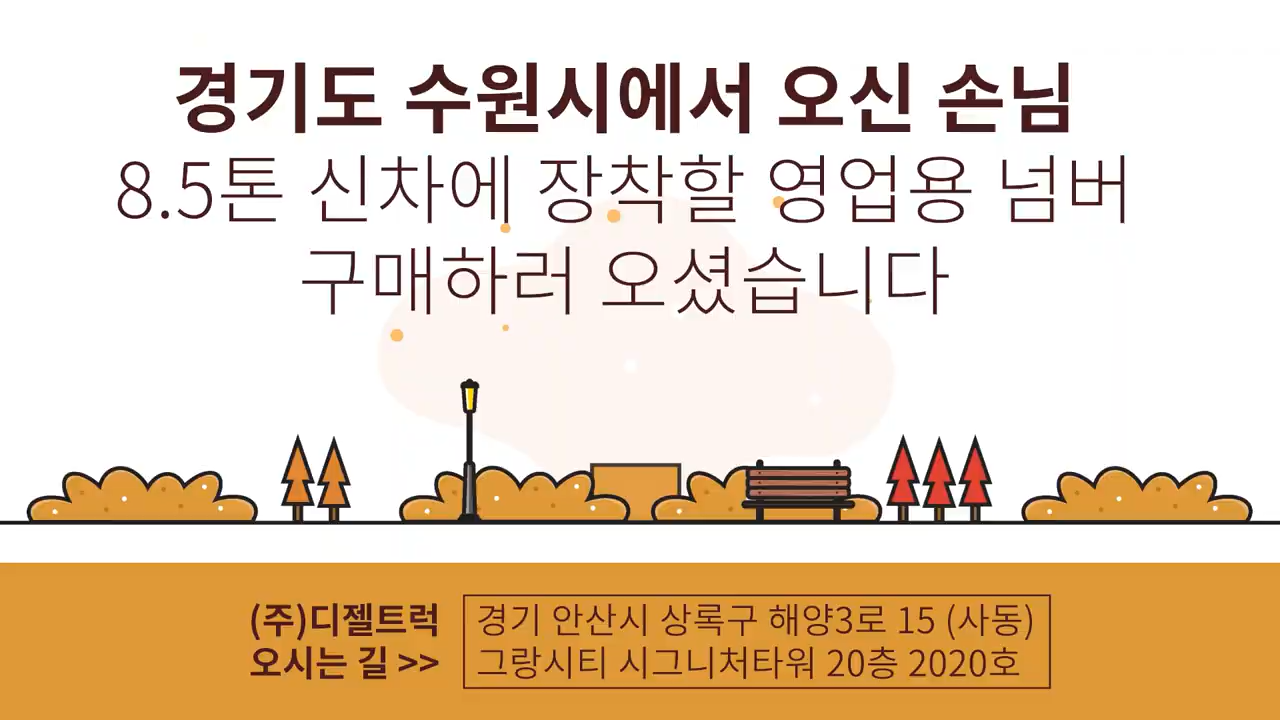 경기도 수원시에서 오신 손님
8.5톤 신차에 장착할 영업용 넘버
구매하러 오셨습니다
(주)디젤트럭
오시는 길 >>
경기 안산시 상록구 해양3로 15 (사동)
그랑시티 시그니처타워 20층 2020호